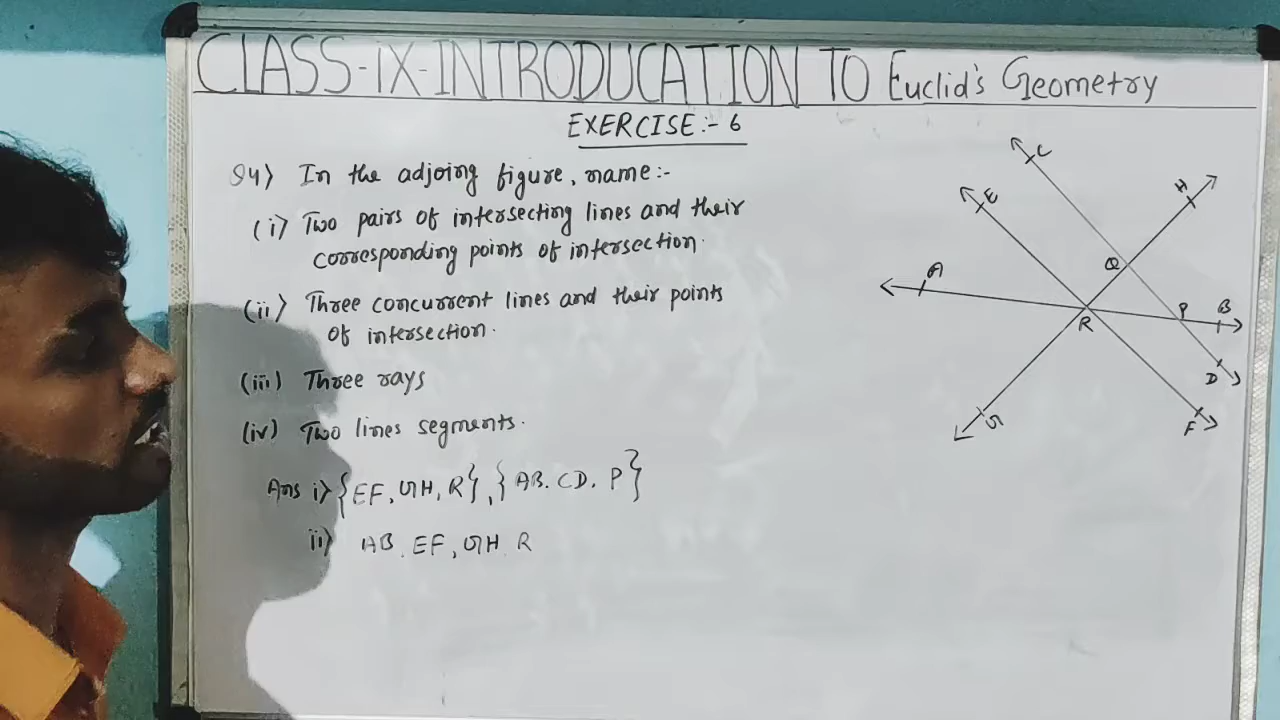 CLASS-iX-INTRODUCATION TO Euclid's Geometry
EXERCISE:- 6
Q4) In the adjoing figure, name:-
(i) Two pairs of intersecting lines and their
corresponding points of intersection.
(ii) Three concurrent lines and their points
of intersection.
(iii) Three rays
(iv) Two lines segments.
Ans i) {EF, GH, R}, {AB. CD. P}
ii) AB. EF, GH R
C
H
E
Q
A
P
B
R
D
G
F